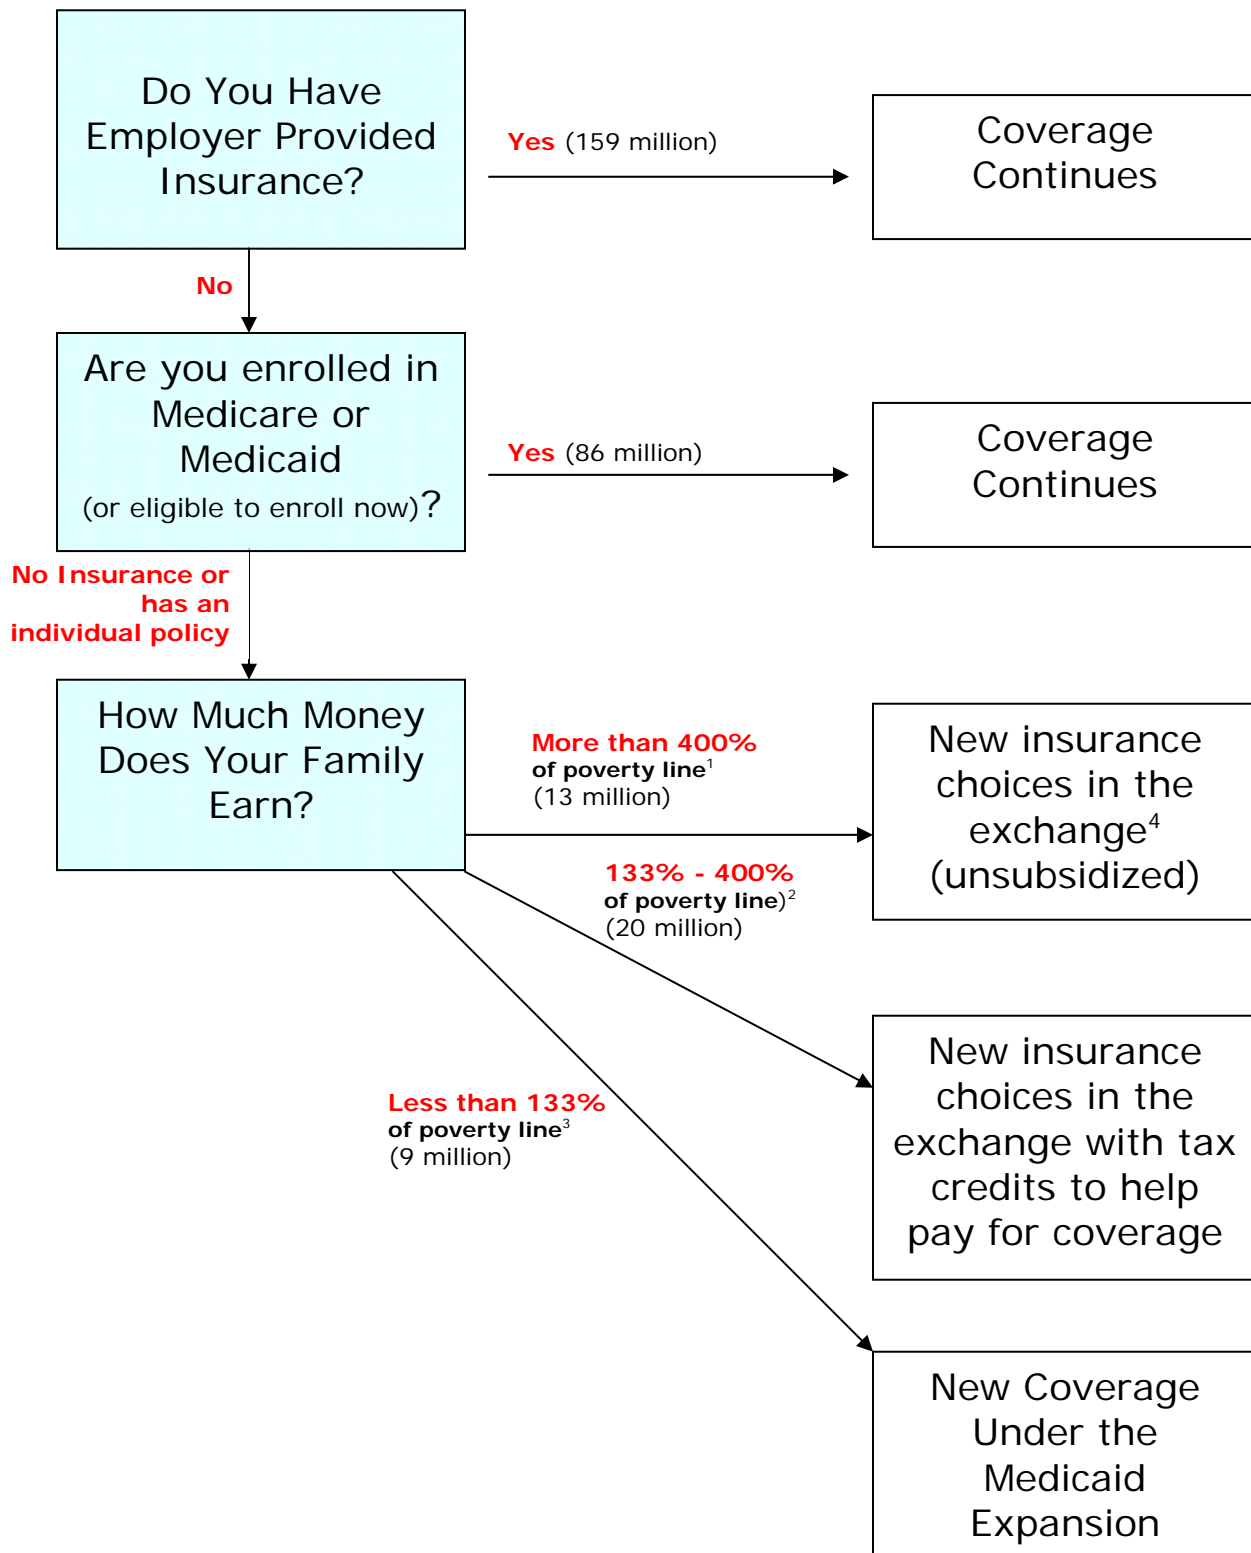 Do You Have
Employer Provided
Insurance?
Yes (159 million)
Coverage
Continues
No
Are you enrolled in
Medicare or
Medicaid
(or eligible to enroll now)?
Yes (86 million)
Coverage
Continues
No Insurance or
has an
individual policy
How Much Money
Does Your Family
Earn?
More than 400%
of poverty line¹
(13 million)
New insurance
choices in the
exchange⁴
(unsubsidized)
133% - 400%
of poverty line)²
(20 million)
New insurance
choices in the
exchange with tax
credits to help
pay for coverage
Less than 133%
of poverty line³
(9 million)
New Coverage
Under the
Medicaid
Expansion